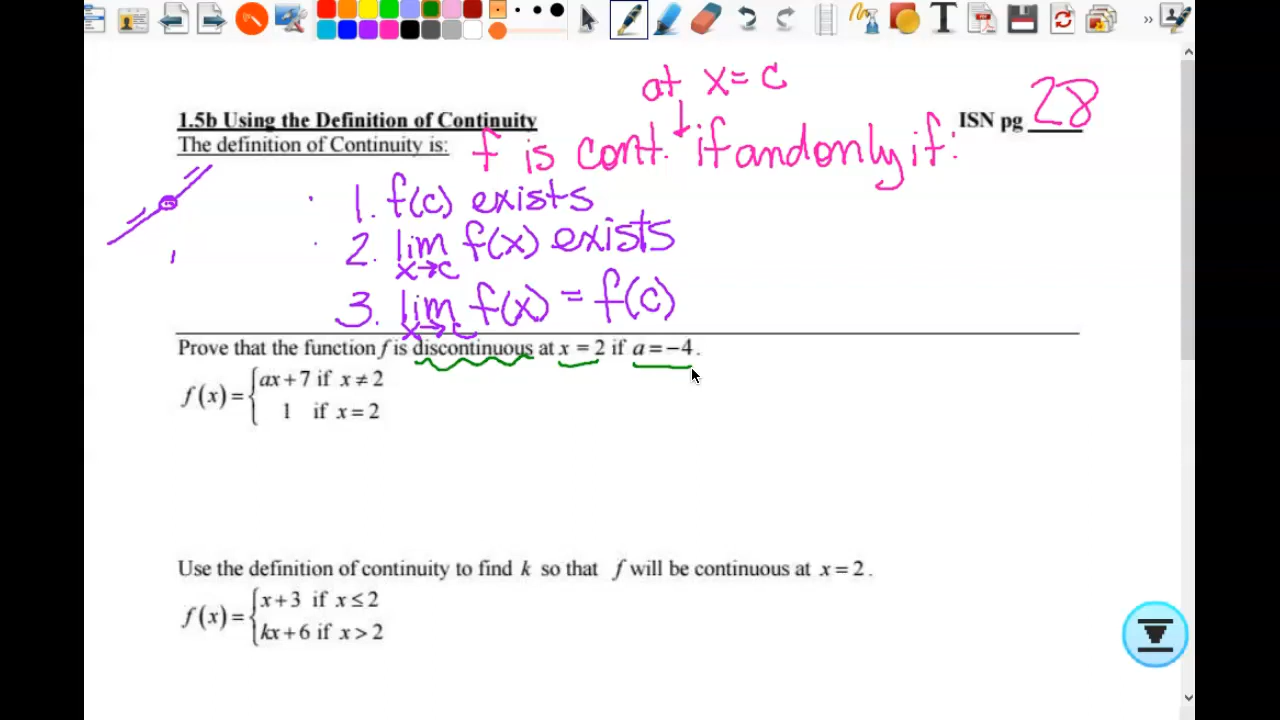 at x = c
1.5b Using the Definition of Continuity ISN pg 28
The definition of Continuity is: f is cont. if and only if:
1. f(c) exists
2. lim x→c f(x) exists
3. lim x→c f(x) = f(c)
Prove that the function f is discontinuous at x = 2 if a = −4.
f(x) = { ax + 7 if x ≠ 2
1 if x = 2
Use the definition of continuity to find k so that f will be continuous at x = 2.
f(x) = { x + 3 if x ≤ 2
kx + 6 if x > 2